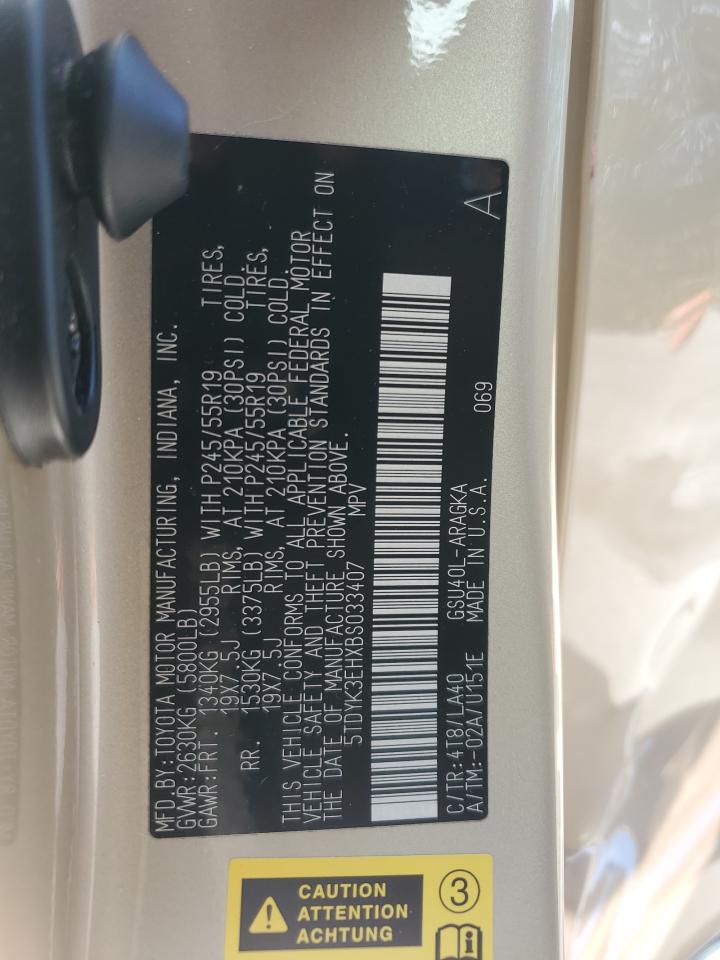 MFD.BY:TOYOTA MOTOR MANUFACTURING, INDIANA, INC.
GVWR:2630KG (5800LB)
GAWR:FRT. 1340KG (2955LB) WITH P245/55R19 TIRES,
19X7.5J RIMS, AT 210KPA (30PSI) COLD.
RR. 1530KG (3375LB) WITH P245/55R19 TIRES,
19X7.5J RIMS, AT 210KPA (30PSI) COLD.
THIS VEHICLE CONFORMS TO ALL APPLICABLE FEDERAL MOTOR
VEHICLE SAFETY AND THEFT PREVENTION STANDARDS IN EFFECT ON
THE DATE OF MANUFACTURE SHOWN ABOVE.
5TDYK3EHXBS033407 MPV
C/TR:4T8/LA40 GSU40L-ARAGKA 069
A/TM:-02A/U151E MADE IN U.S.A.
A
CAUTION
ATTENTION
ACHTUNG
3